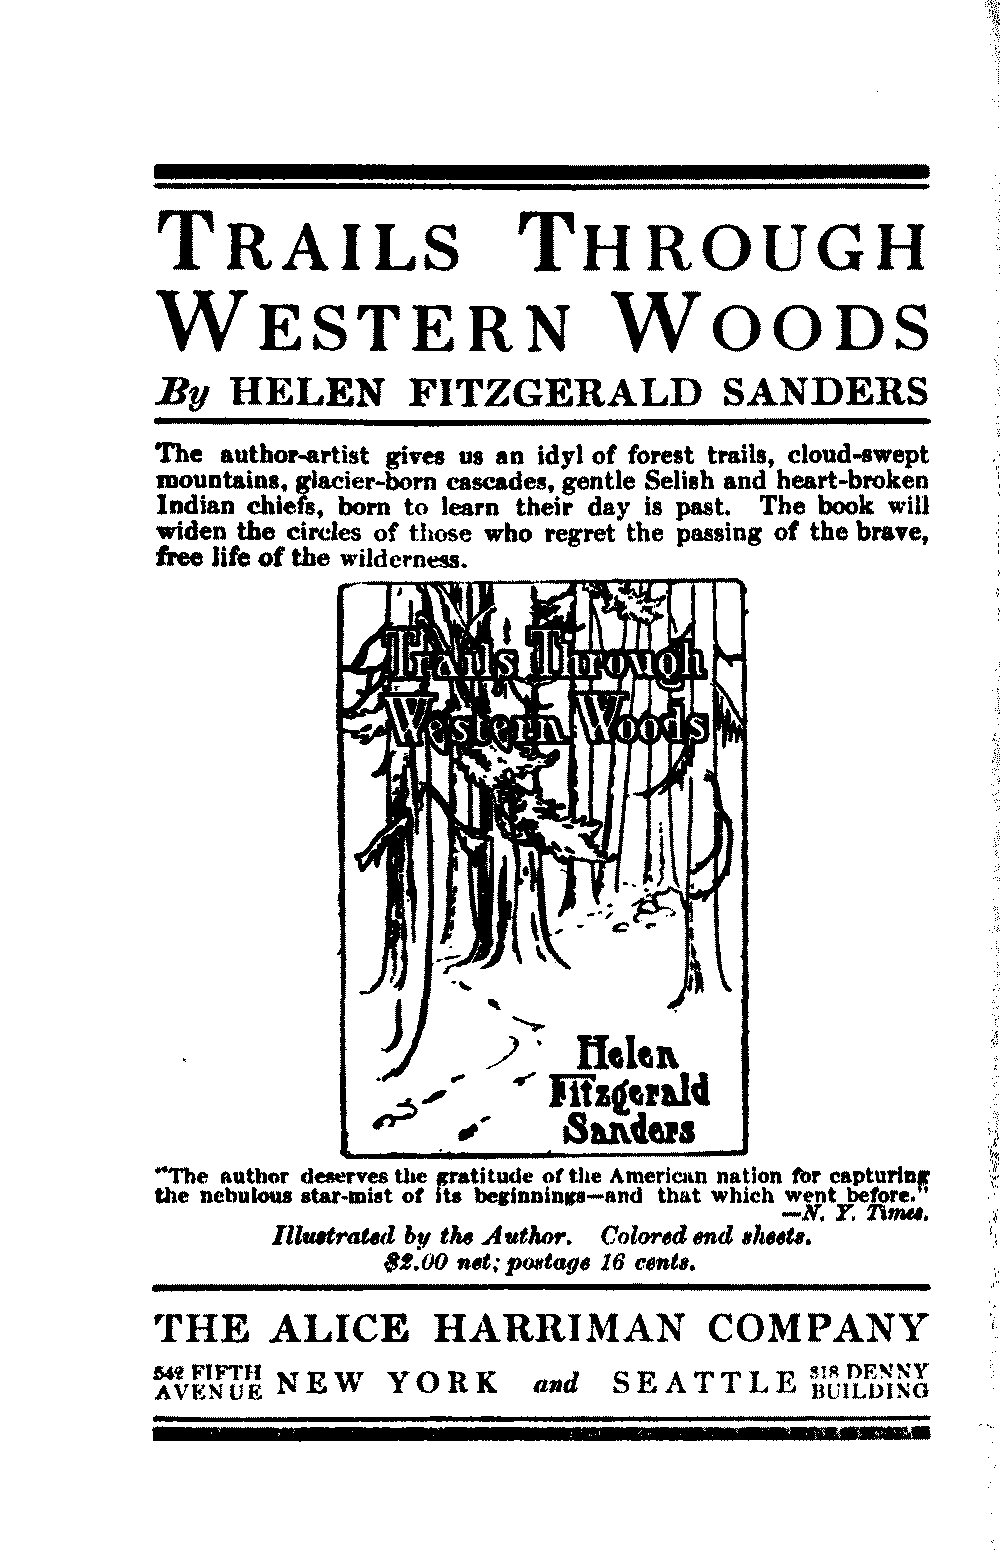 TRAILS THROUGH
WESTERN WOODS
By HELEN FITZGERALD SANDERS
The author-artist gives us an idyl of forest trails, cloud-swept
mountains, glacier-born cascades, gentle Selish and heart-broken
Indian chiefs, born to learn their day is past. The book will
widen the circles of those who regret the passing of the brave,
free life of the wilderness.
Trails Through
Western Woods
Helen
Fitzgerald
Sanders
"The author deserves the gratitude of the American nation for capturing
the nebulous star-mist of its beginnings—and that which went before."
—N. Y. Times.
Illustrated by the Author. Colored end sheets.
$2.00 net; postage 16 cents.
THE ALICE HARRIMAN COMPANY
542 FIFTH AVENUE NEW YORK and SEATTLE 318 DENNY BUILDING